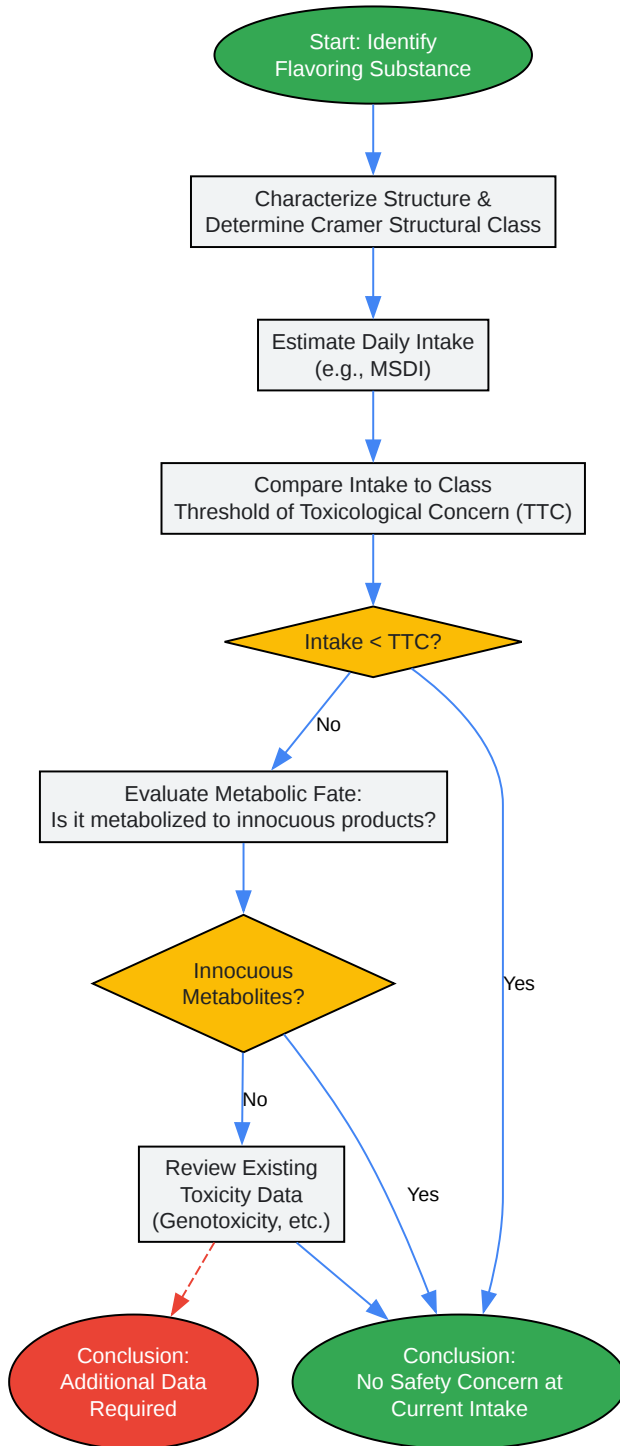 Start: Identify
Flavoring Substance
Characterize Structure &
Determine Cramer Structural Class
Estimate Daily Intake
(e.g., MSDI)
Compare Intake to Class
Threshold of Toxicological Concern (TTC)
Intake < TTC?
No
Evaluate Metabolic Fate:
Is it metabolized to innocuous products?
Innocuous
Metabolites?
Yes
No
Review Existing
Toxicity Data
(Genotoxicity, etc.)
Yes
Conclusion:
Additional Data
Required
Conclusion:
No Safety Concern at
Current Intake